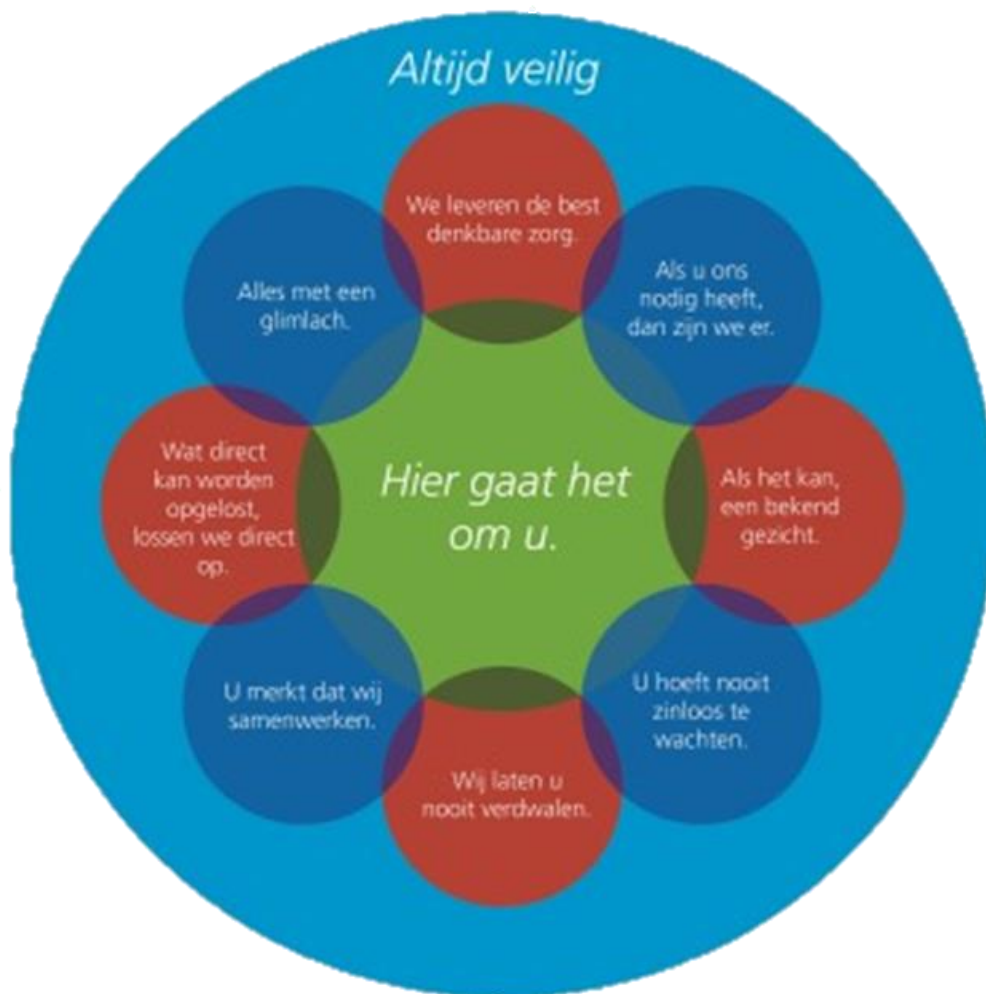 Altijd veilig
We leveren de best
denkbare zorg.
Als u ons
nodig heeft,
dan zijn we er.
Als het kan,
een bekend
gezicht.
U hoeft nooit
zinloos te
wachten.
Wij laten u
nooit verdwalen.
U merkt dat wij
samenwerken.
Wat direct
kan worden
opgelost,
lossen we direct
op.
Alles met een
glimlach.
Hier gaat het
om u.